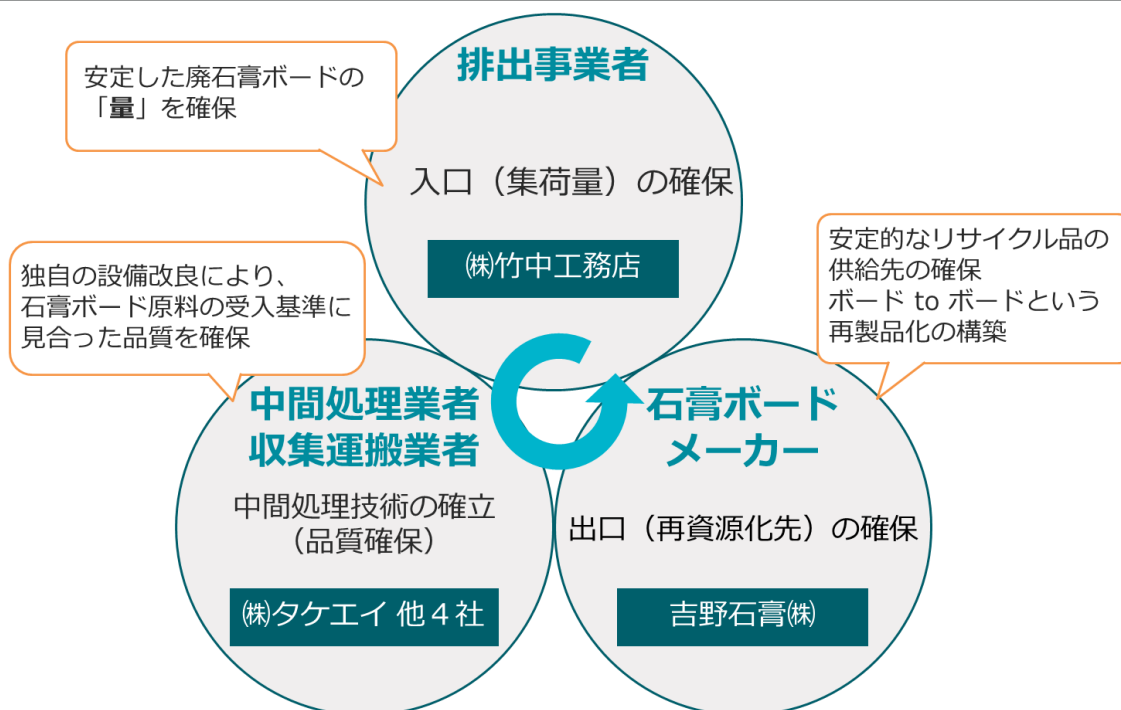 安定した廃石膏ボードの
「量」を確保
排出事業者
入口（集荷量）の確保
㈱竹中工務店
独自の設備改良により、
石膏ボード原料の受入基準に
見合った品質を確保
安定的なリサイクル品の
供給先の確保
ボード to ボードという
再製品化の構築
中間処理業者
収集運搬業者
中間処理技術の確立
（品質確保）
㈱タケエイ 他４社
石膏ボード
メーカー
出口（再資源化先）の確保
吉野石膏㈱